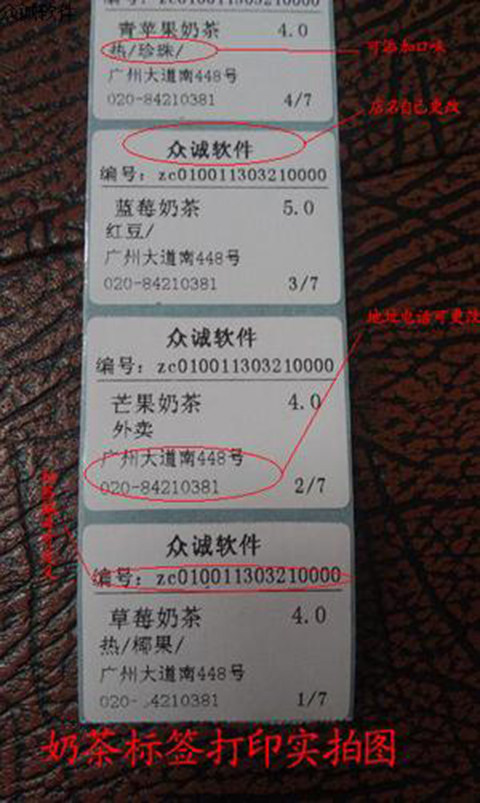 诚软件
zc010011303210000
青苹果奶茶 4.0
热/珍珠/
可添加口味
广州大道南448号
020-84210381 4/7
店名自己更改
众诚软件
编号：zc010011303210000
蓝莓奶茶 5.0
红豆/
广州大道南448号
020-84210381 3/7
地址电话可更改
众诚软件
编号：zc010011303210000
芒果奶茶 4.0
外卖
广州大道南448号
020-84210381 2/7
众诚软件
编号：zc010011303210000
草莓奶茶 4.0
热/椰果/
广州大道南448号
020- 4210381 1/7
奶茶标签打印实拍图